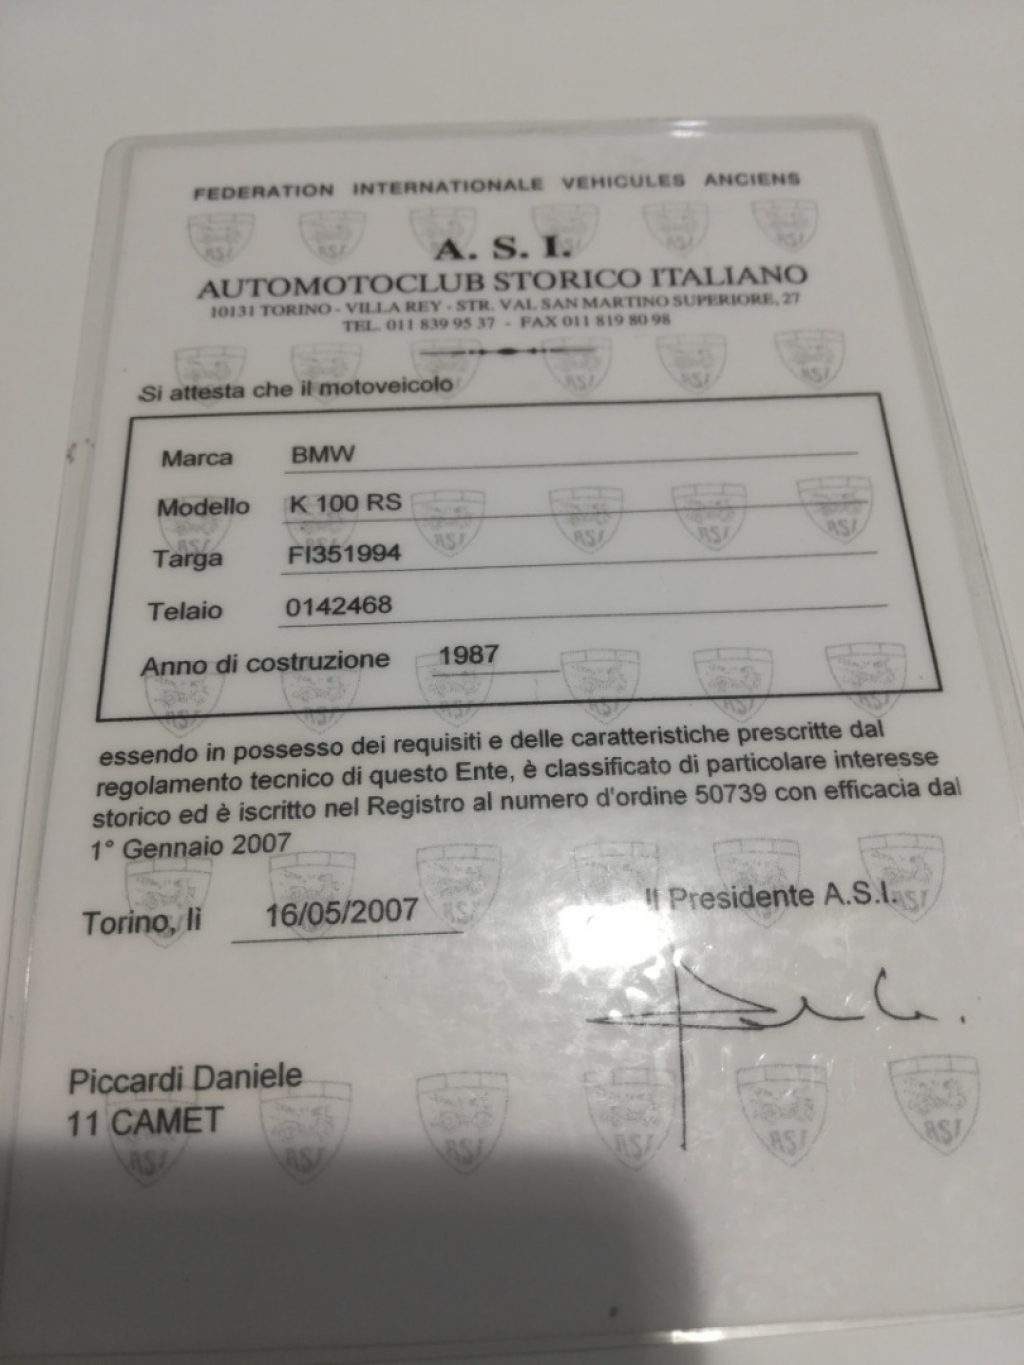 FEDERATION INTERNATIONALE VEHICULES ANCIENS
A. S. I.
AUTOMOTOCLUB STORICO ITALIANO
10131 TORINO - VILLA REY - STR. VAL SAN MARTINO SUPERIORE, 27
TEL. 011 839 95 37 - FAX 011 819 80 98
Si attesta che il motoveicolo
Marca BMW
Modello K 100 RS
Targa FI351994
Telaio 0142468
Anno di costruzione 1987
essendo in possesso dei requisiti e delle caratteristiche prescritte dal
regolamento tecnico di questo Ente, è classificato di particolare interesse
storico ed è iscritto nel Registro al numero d'ordine 50739 con efficacia dal
1° Gennaio 2007
Torino, lì 16/05/2007
Il Presidente A.S.I.
Piccardi Daniele
11 CAMET